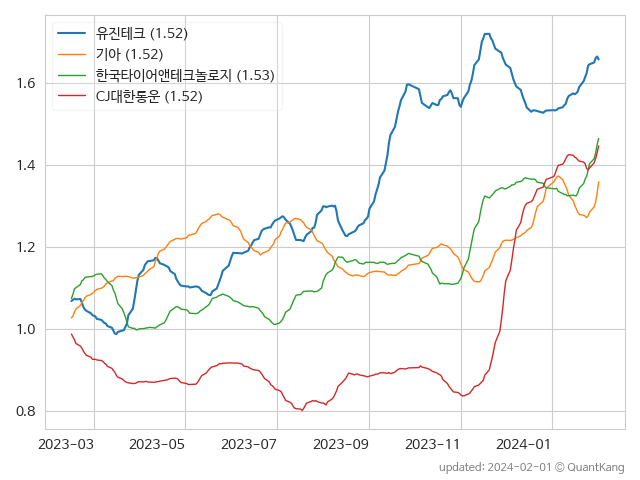 유진테크 (1.52)
기아 (1.52)
한국타이어앤테크놀로지 (1.53)
CJ대한통운 (1.52)
1.6
1.4
1.2
1.0
0.8
2023-03 2023-05 2023-07 2023-09 2023-11 2024-01
updated: 2024-02-01 © QuantKang